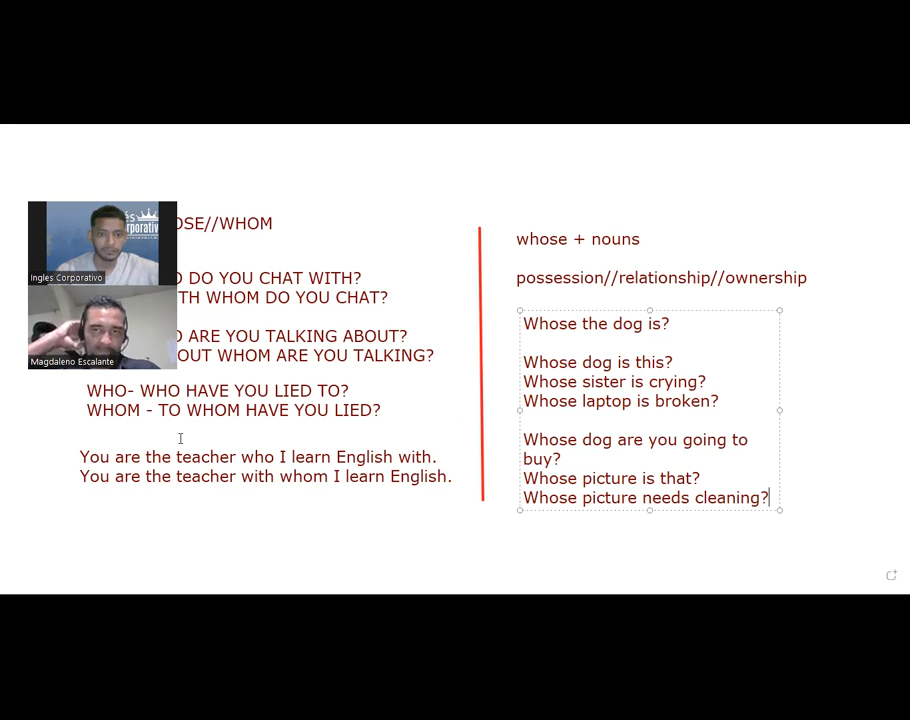 OSE//WHOM
DO YOU CHAT WITH?
TH WHOM DO YOU CHAT?
ARE YOU TALKING ABOUT?
OUT WHOM ARE YOU TALKING?
WHO- WHO HAVE YOU LIED TO?
WHOM - TO WHOM HAVE YOU LIED?
You are the teacher who I learn English with.
You are the teacher with whom I learn English.
Ingles Corporativo
Magdaleno Escalante
whose + nouns
possession//relationship//ownership
Whose the dog is?
Whose dog is this?
Whose sister is crying?
Whose laptop is broken?
Whose dog are you going to
buy?
Whose picture is that?
Whose picture needs cleaning?